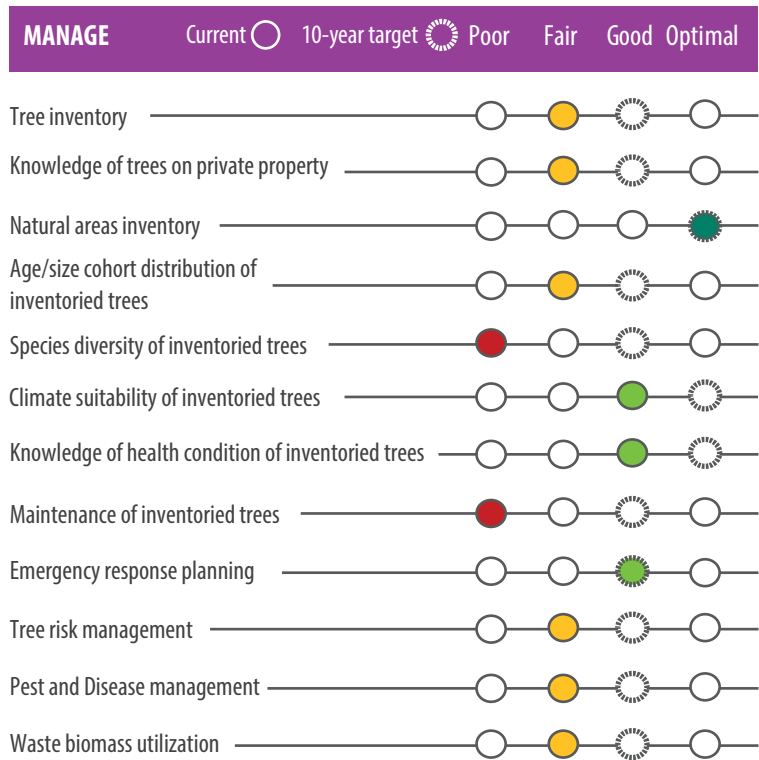 MANAGE Current 10-year target Poor Fair Good Optimal
Tree inventory
Knowledge of trees on private property
Natural areas inventory
Age/size cohort distribution of
inventoried trees
Species diversity of inventoried trees
Climate suitability of inventoried trees
Knowledge of health condition of inventoried trees
Maintenance of inventoried trees
Emergency response planning
Tree risk management
Pest and Disease management
Waste biomass utilization